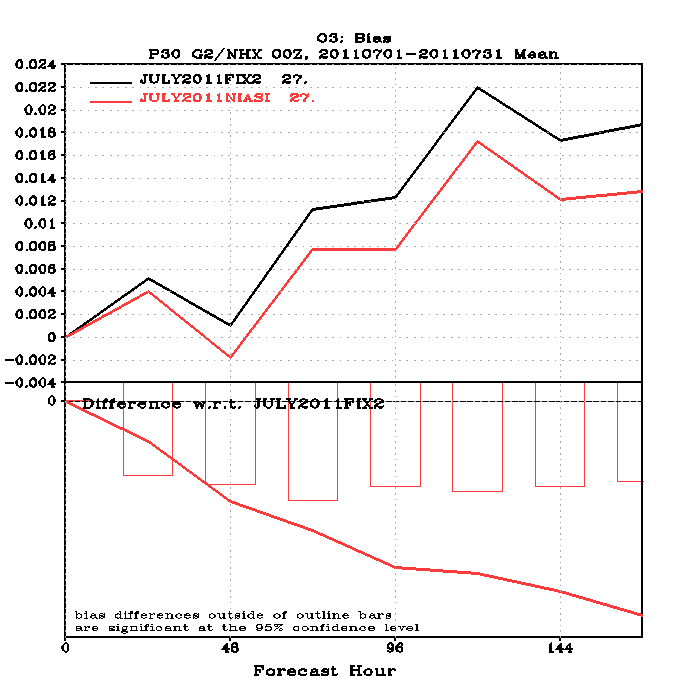 O3: Bias
P30 G2/NHX 00Z, 20110701-20110731 Mean
0.024
0.022
0.02
0.018
0.016
0.014
0.012
0.01
0.008
0.006
0.004
0.002
0
-0.002
-0.004
JULY2011FIX2 27.
JULY2011NIASI 27.
0
Difference w.r.t. JULY2011FIX2
bias differences outside of outline bars
are significant at the 95% confidence level
0 48 96 144
Forecast Hour